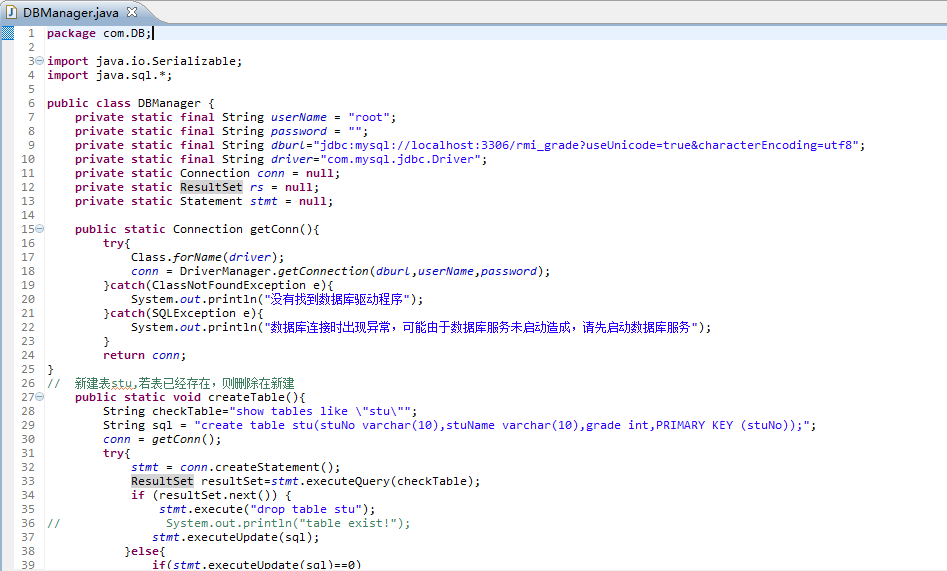 DBManager.java
1 package com.DB;
2
3 import java.io.Serializable;
4 import java.sql.*;
5
6 public class DBManager {
7     private static final String userName = "root";
8     private static final String password = "";
9     private static final String dburl="jdbc:mysql://localhost:3306/rmi_grade?useUnicode=true&characterEncoding=utf8";
10     private static final String driver="com.mysql.jdbc.Driver";
11     private static Connection conn = null;
12     private static ResultSet rs = null;
13     private static Statement stmt = null;
14
15     public static Connection getConn(){
16         try{
17             Class.forName(driver);
18             conn = DriverManager.getConnection(dburl,userName,password);
19         }catch(ClassNotFoundException e){
20             System.out.println("没有找到数据库驱动程序");
21         }catch(SQLException e){
22             System.out.println("数据库连接时出现异常，可能由于数据库服务未启动造成，请先启动数据库服务");
23         }
24         return conn;
25 }
26 //  新建表stu,若表已经存在，则删除在新建
27     public static void createTable(){
28         String checkTable="show tables like \"stu\"";
29         String sql = "create table stu(stuNo varchar(10),stuName varchar(10),grade int,PRIMARY KEY (stuNo));";
30         conn = getConn();
31         try{
32             stmt = conn.createStatement();
33             ResultSet resultSet=stmt.executeQuery(checkTable);
34             if (resultSet.next()) {
35                 stmt.execute("drop table stu");
36 //               System.out.println("table exist!");
37                stmt.executeUpdate(sql);
38            }else{
39                if(stmt.executeUpdate(sql)==0)